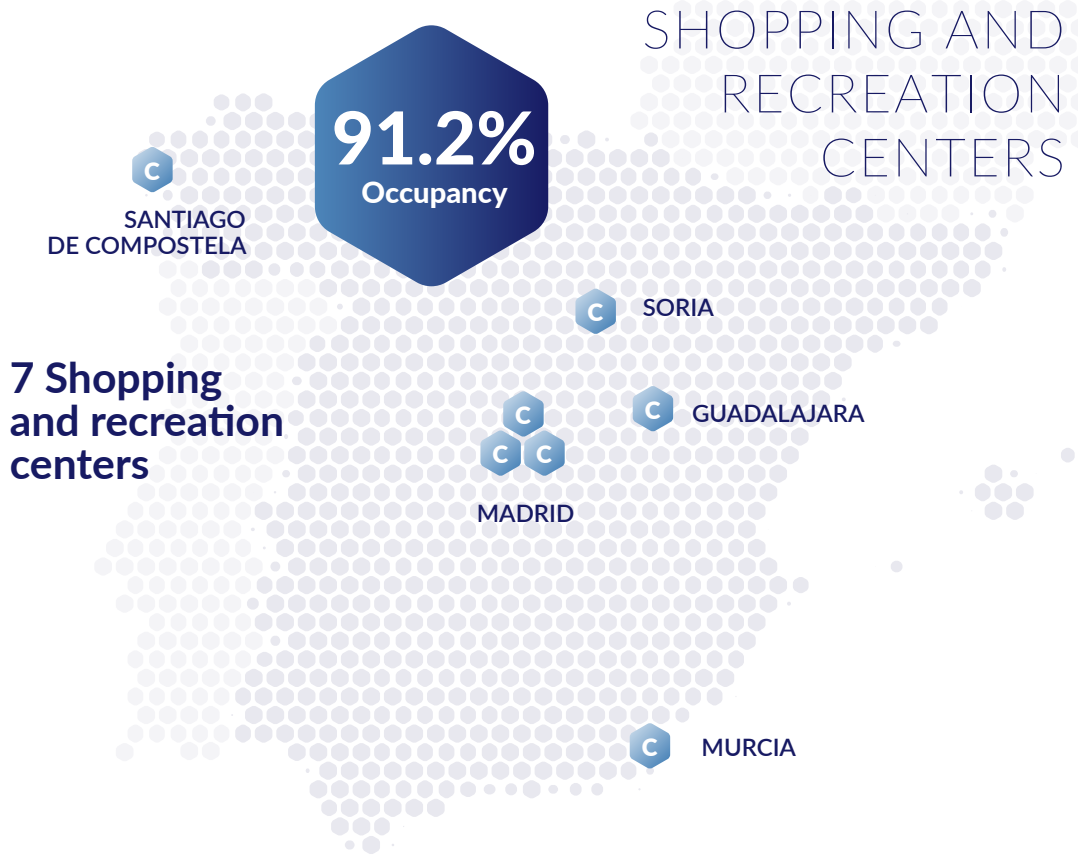 SHOPPING AND
RECREATION
CENTERS
91.2%
Occupancy
C
SANTIAGO
DE COMPOSTELA
C
SORIA
7 Shopping
and recreation
centers
C
C
C
MADRID
C
GUADALAJARA
C
MURCIA